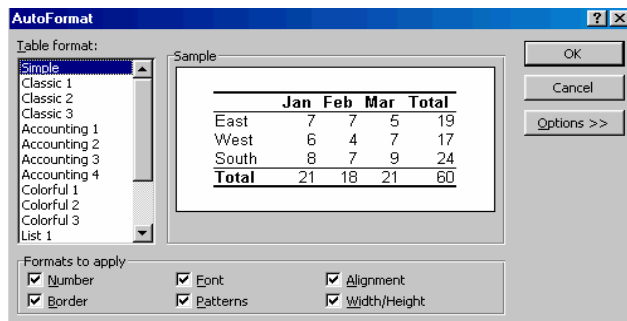 AutoFormat
Table format:
Simple
Classic 1
Classic 2
Classic 3
Accounting 1
Accounting 2
Accounting 3
Accounting 4
Colorful 1
Colorful 2
Colorful 3
List 1
Sample
Jan Feb Mar Total
East 7 7 5 19
West 6 4 7 17
South 8 7 9 24
Total 21 18 21 60
OK
Cancel
Options >>
Formats to apply
Number Font Alignment
Border Patterns Width/Height